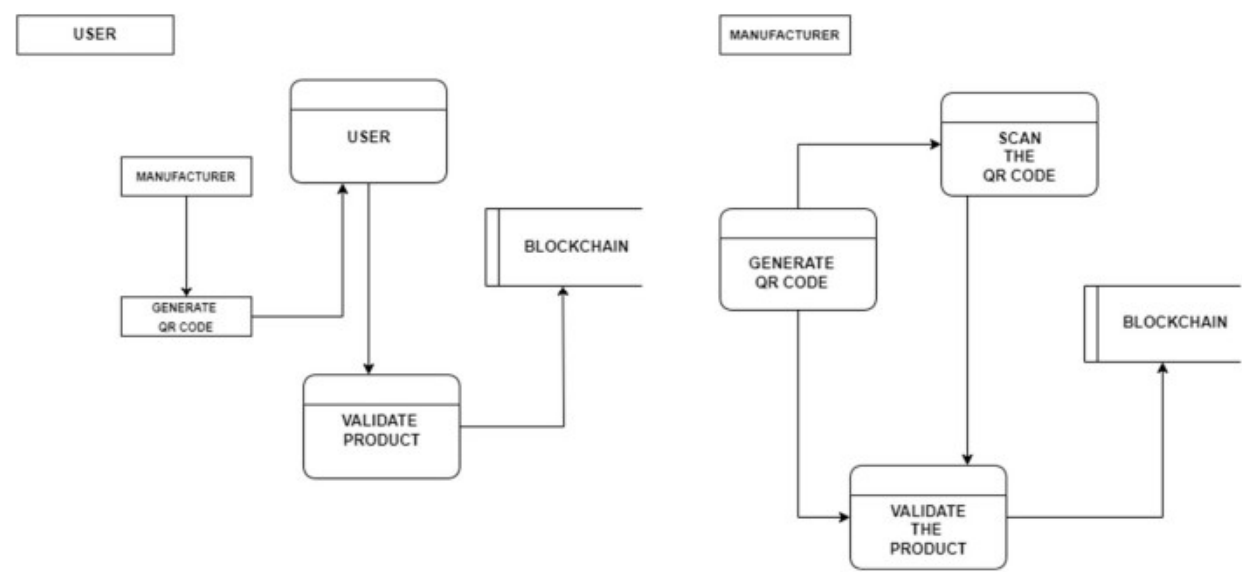 USER
USER
MANUFACTURER
GENERATE
QR CODE
BLOCKCHAIN
VALIDATE
PRODUCT
MANUFACTURER
SCAN
THE
QR CODE
GENERATE
QR CODE
BLOCKCHAIN
VALIDATE
THE
PRODUCT